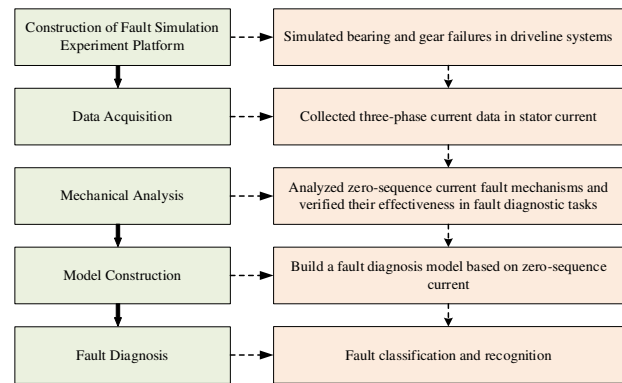 Construction of Fault Simulation
Experiment Platform
Simulated bearing and gear failures in driveline systems
Data Acquisition
Collected three-phase current data in stator current
Mechanical Analysis
Analyzed zero-sequence current fault mechanisms and
verified their effectiveness in fault diagnostic tasks
Model Construction
Build a fault diagnosis model based on zero-sequence
current
Fault Diagnosis
Fault classification and recognition